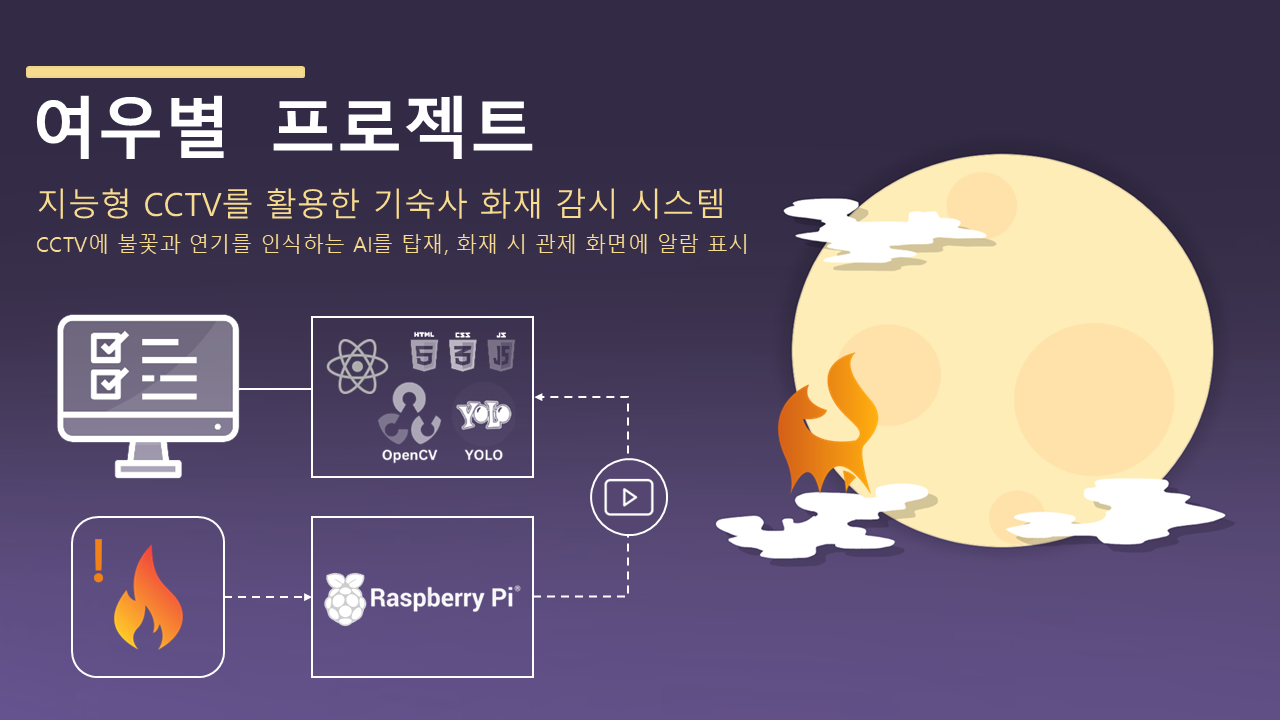 여우별 프로젝트
지능형 CCTV를 활용한 기숙사 화재 감시 시스템
CCTV에 불꽃과 연기를 인식하는 AI를 탑재, 화재 시 관제 화면에 알람 표시
HTML CSS JS
5 3 JS
YOLO
OpenCV YOLO
!
Raspberry Pi®